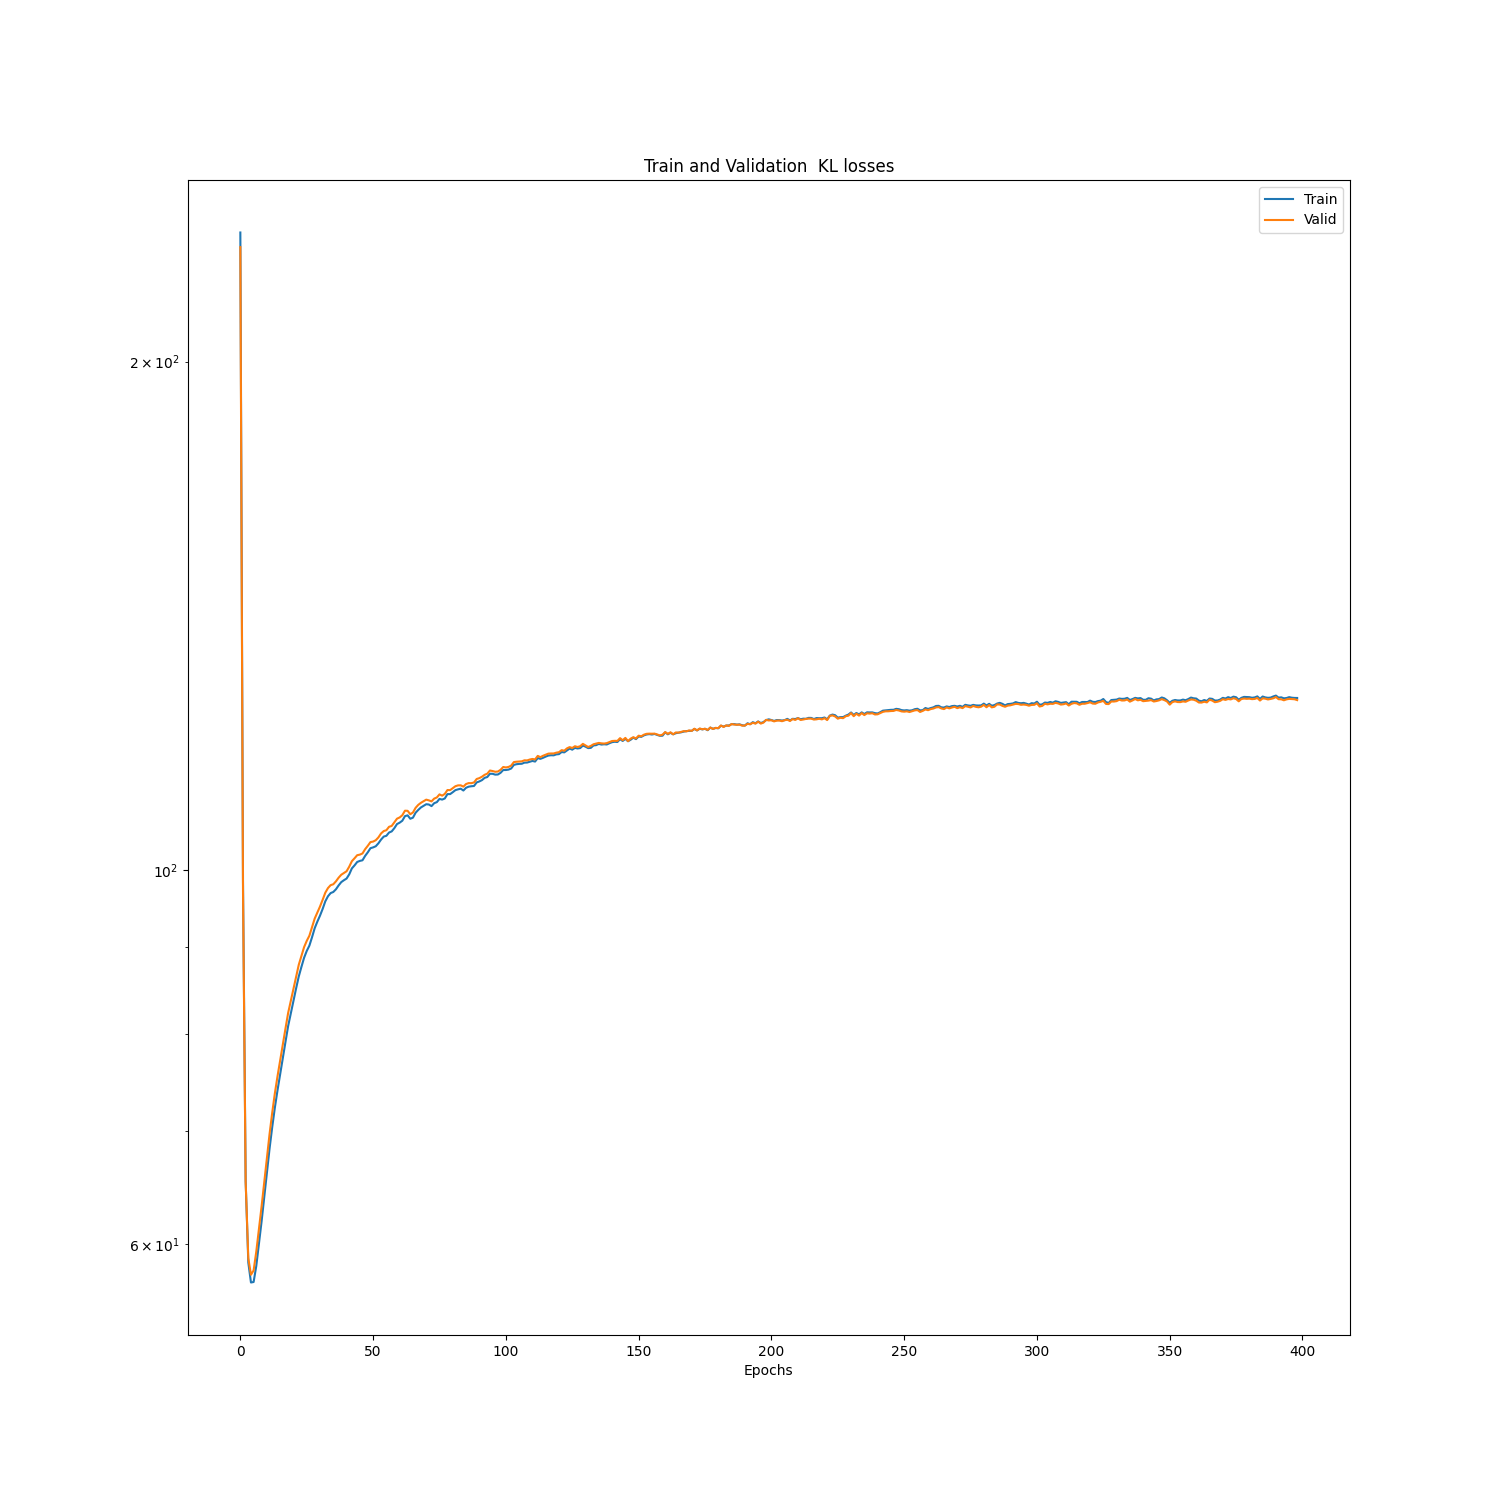 Train and Validation  KL losses
Train
Valid
2 × 10²
10²
6 × 10¹
0 50 100 150 200 250 300 350 400
Epochs